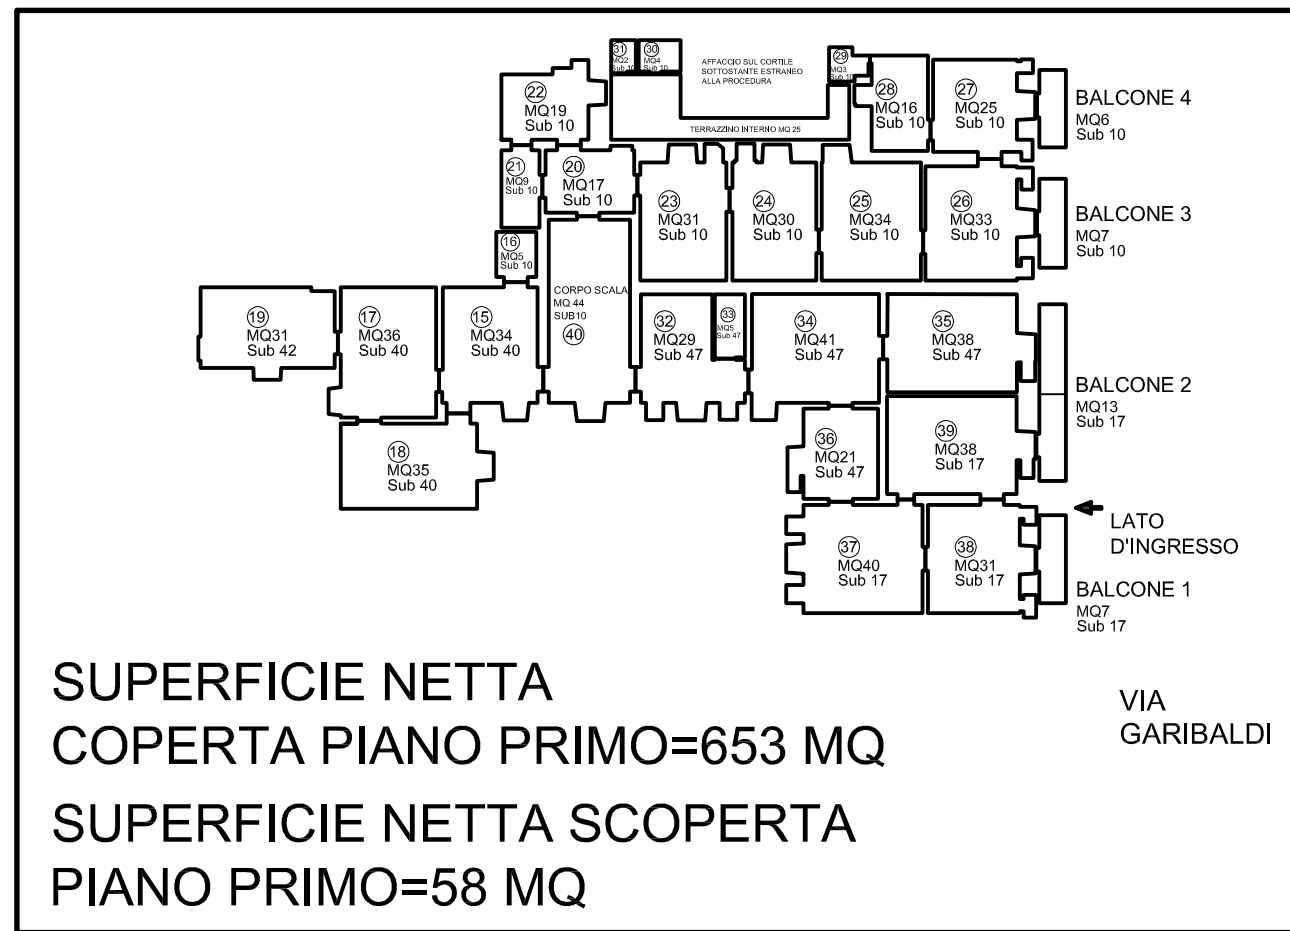 31
MQ2
Sub 10
30
MQ4
Sub 10
AFFACCIO SUL CORTILE
SOTTOSTANTE ESTRANEO
ALLA PROCEDURA
29
MQ3
Sub 10
22
MQ19
Sub 10
28
MQ16
Sub 10
27
MQ25
Sub 10
BALCONE 4
MQ6
Sub 10
TERRAZZINO INTERNO MQ 25
21
MQ9
Sub 10
20
MQ17
Sub 10
23
MQ31
Sub 10
24
MQ30
Sub 10
25
MQ34
Sub 10
26
MQ33
Sub 10
BALCONE 3
MQ7
Sub 10
16
MQ5
Sub 10
19
MQ31
Sub 42
17
MQ36
Sub 40
15
MQ34
Sub 40
CORPO SCALA
MQ 44
SUB10
40
32
MQ29
Sub 47
33
MQ5
Sub 47
34
MQ41
Sub 47
35
MQ38
Sub 47
BALCONE 2
MQ13
Sub 17
18
MQ35
Sub 40
36
MQ21
Sub 47
39
MQ38
Sub 17
LATO
D'INGRESSO
37
MQ40
Sub 17
38
MQ31
Sub 17
BALCONE 1
MQ7
Sub 17
SUPERFICIE NETTA
COPERTA PIANO PRIMO=653 MQ
SUPERFICIE NETTA SCOPERTA
PIANO PRIMO=58 MQ
VIA
GARIBALDI